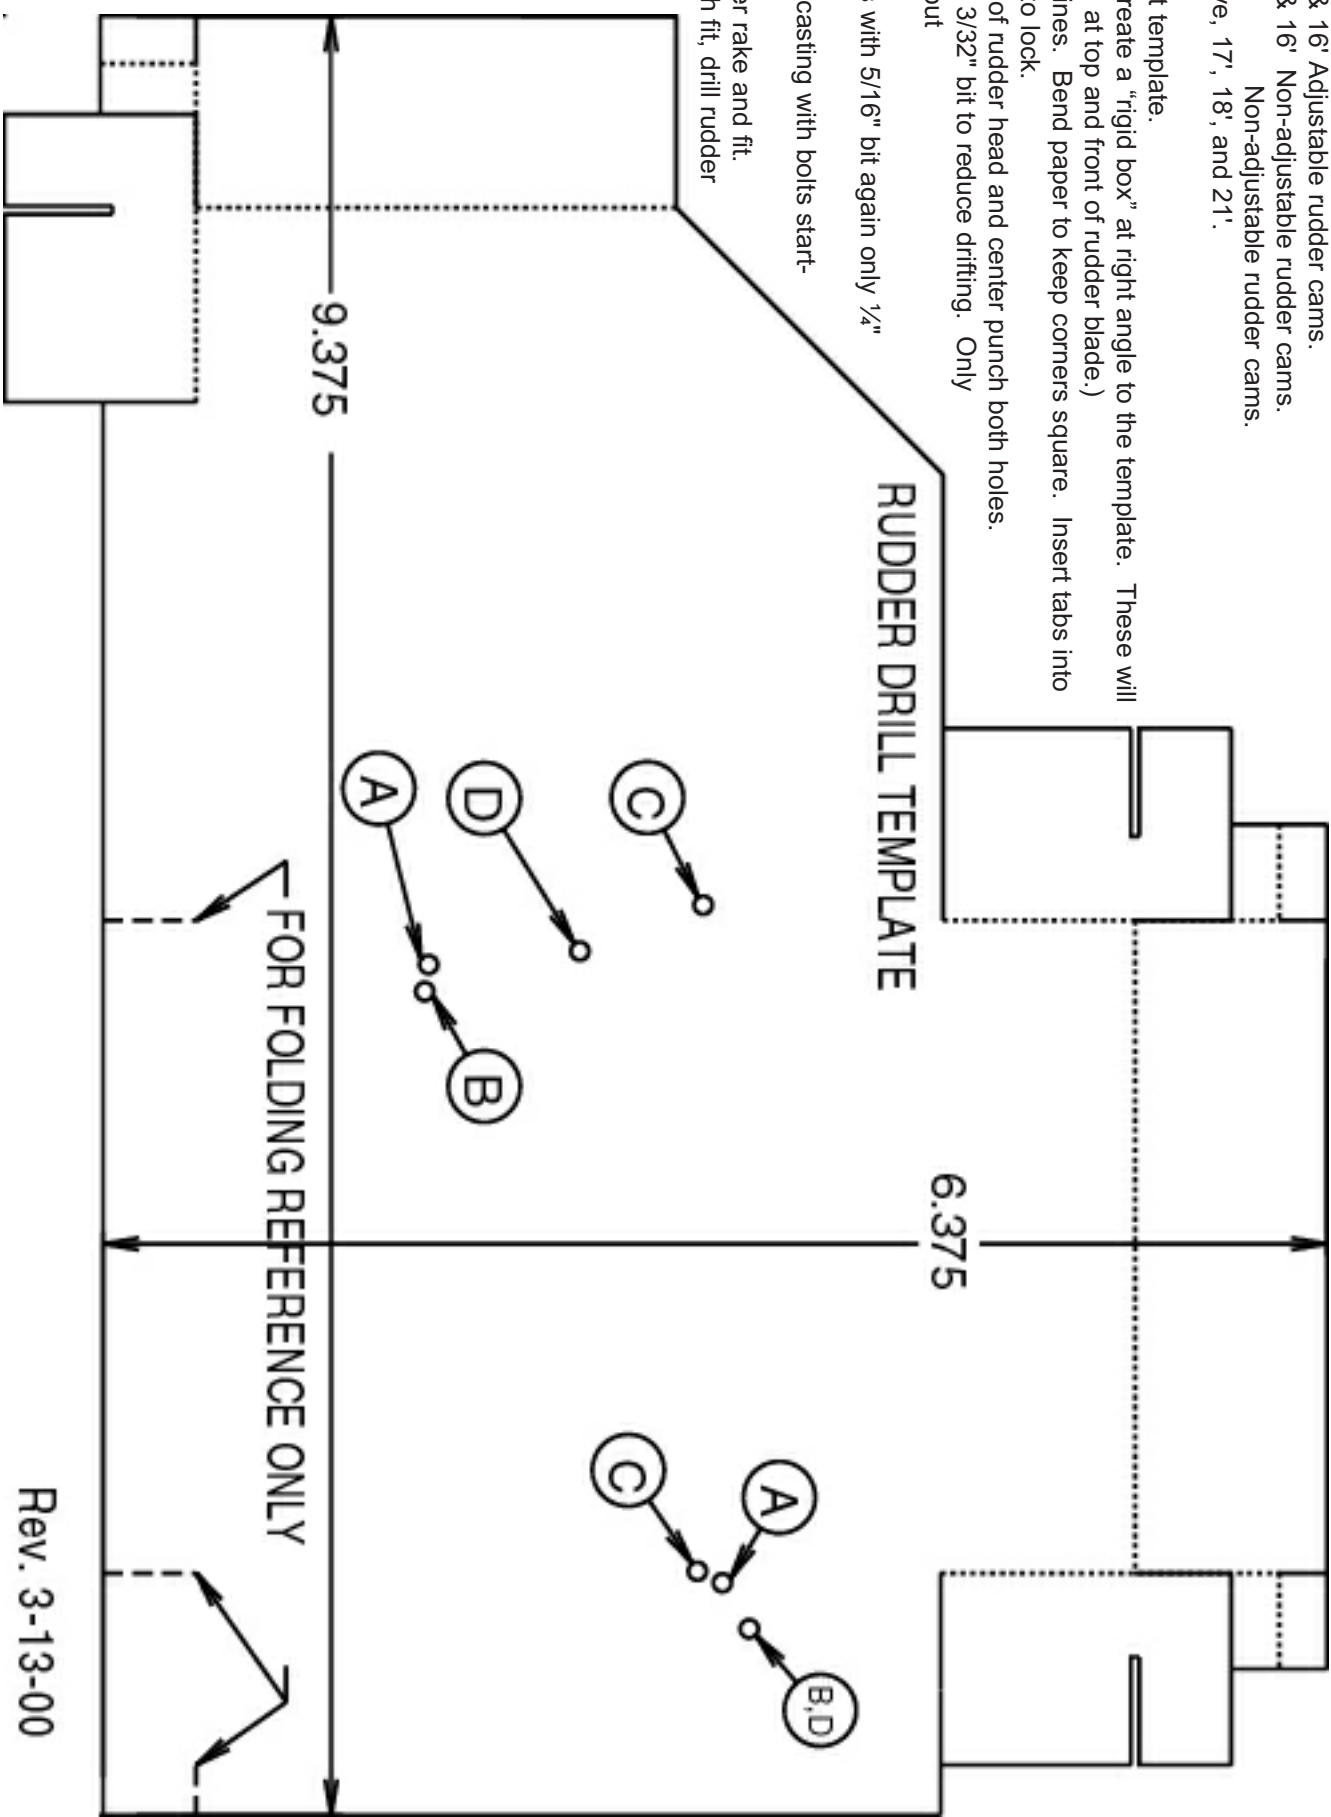 & 16' Adjustable rudder cams.
& 16' Non-adjustable rudder cams.
Non-adjustable rudder cams.
ve, 17', 18', and 21'.
t template.
reate a “rigid box” at right angle to the template. These will
at top and front of rudder blade.)
ines. Bend paper to keep corners square. Insert tabs into
to lock.
of rudder head and center punch both holes.
3/32" bit to reduce drifting. Only
out
s with 5/16" bit again only ¼"
casting with bolts start-
er rake and fit.
h fit, drill rudder
6.375
RUDDER DRILL TEMPLATE
C
A
C
B,D
D
B
A
9.375
FOR FOLDING REFERENCE ONLY
Rev. 3-13-00